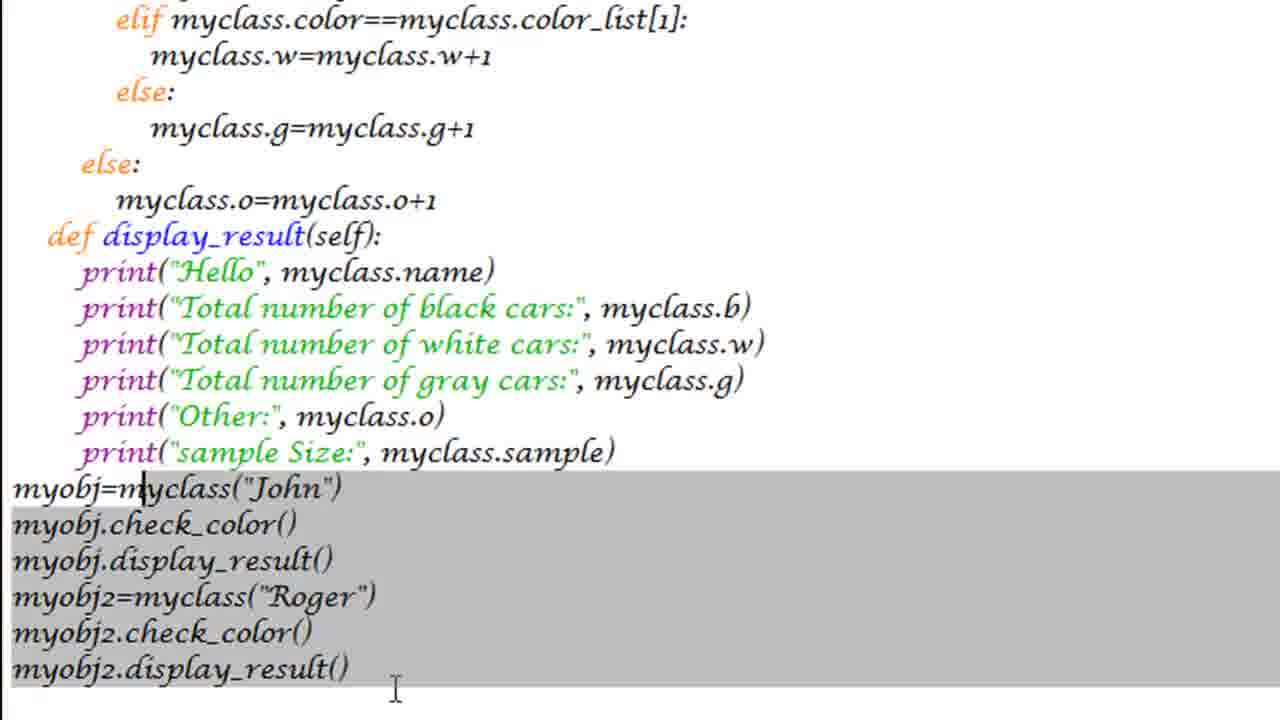 elif myclass.color==myclass.color_list[1]:
myclass.w=myclass.w+1
else:
myclass.g=myclass.g+1
else:
myclass.o=myclass.o+1
def display_result(self):
print("Hello", myclass.name)
print("Total number of black cars:", myclass.b)
print("Total number of white cars:", myclass.w)
print("Total number of gray cars:", myclass.g)
print("Other:", myclass.o)
print("sample Size:", myclass.sample)
myobj=myclass("John")
myobj.check_color()
myobj.display_result()
myobj2=myclass("Roger")
myobj2.check_color()
myobj2.display_result()